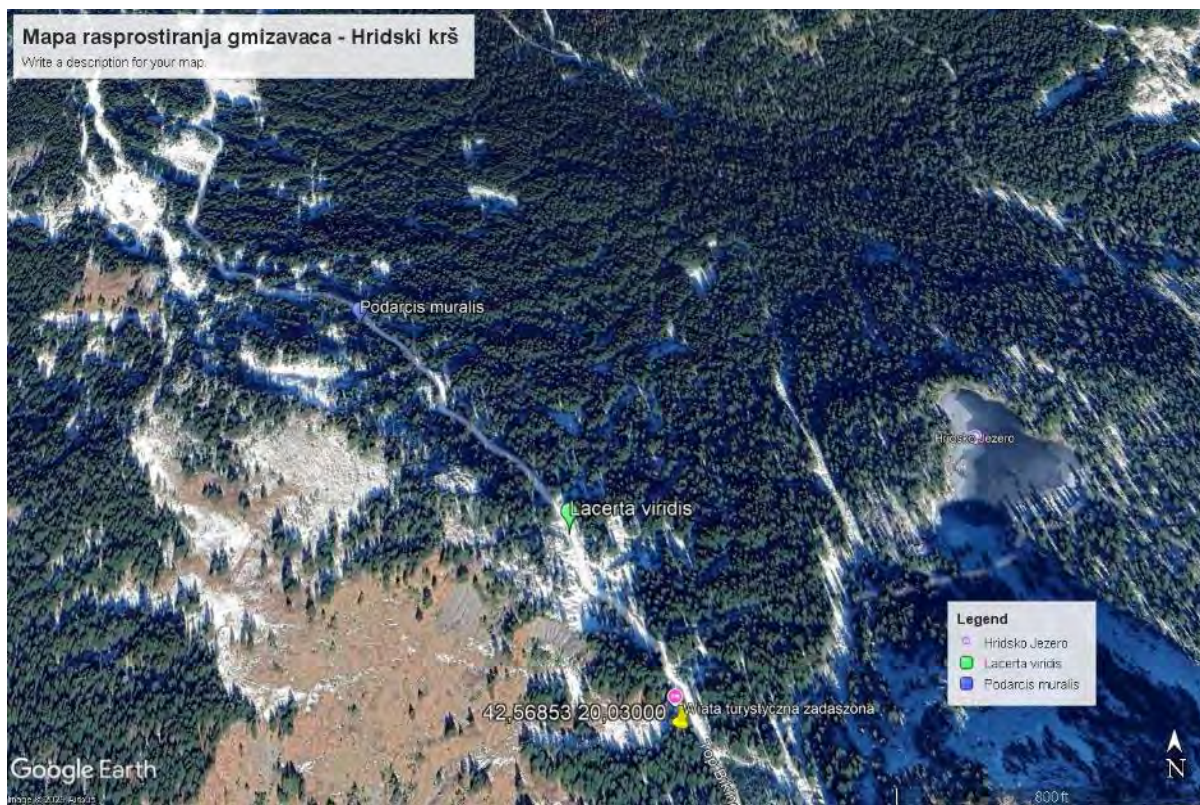 Mapa rasprostiranja gmizavaca - Hridski krš
Write a description for your map.
Podarcis muralis
Hridsko Jezero
Lacerta viridis
Legend
Hridsko Jezero
Lacerta viridis
Podarcis muralis
42,56853 20,03000
Wiata turystyczna zadaszona
Google Earth
N
800 ft